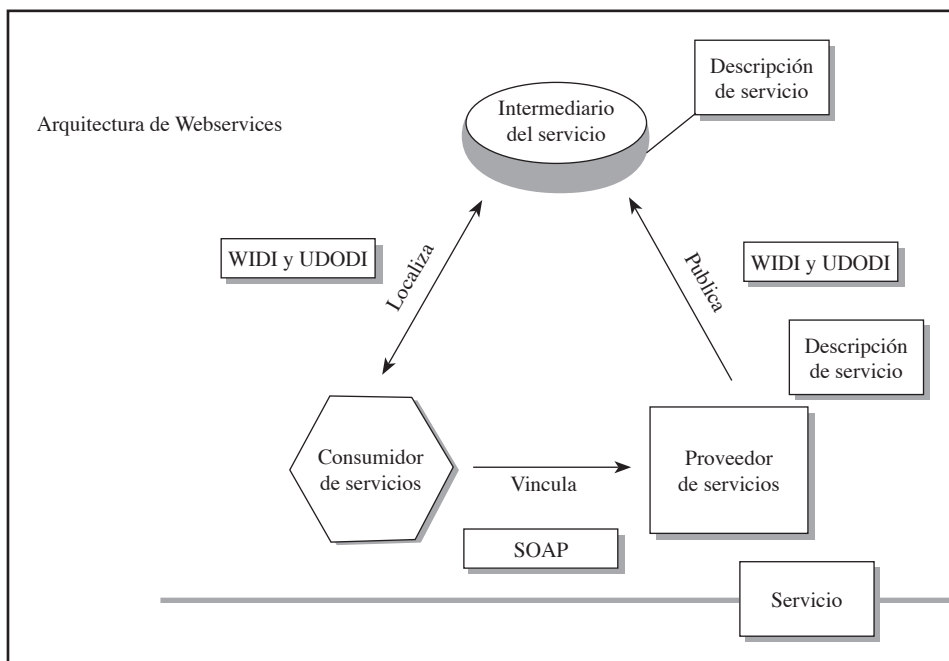 Descripción
de servicio
Intermediario
del servicio
Arquitectura de Webservices
WIDI y UDODI
Localiza
Publica
WIDI y UDODI
Descripción
de servicio
Consumidor
de servicios
Vincula
Proveedor
de servicios
SOAP
Servicio